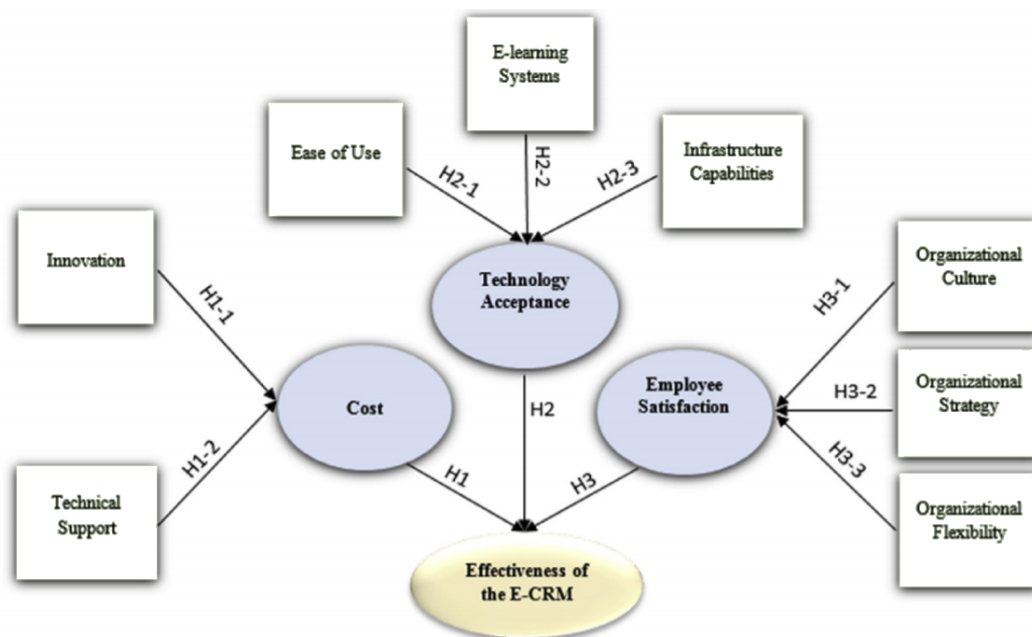 E-learning
Systems
Ease of Use
Infrastructure
Capabilities
H2-1
H2-2
H2-3
Innovation
Organizational
Culture
Technology
Acceptance
H1-1
H3-1
Cost
Employee
Satisfaction
H3-2
Organizational
Strategy
H2
H1-2
H3-3
H1
H3
Technical
Support
Organizational
Flexibility
Effectiveness of
the E-CRM